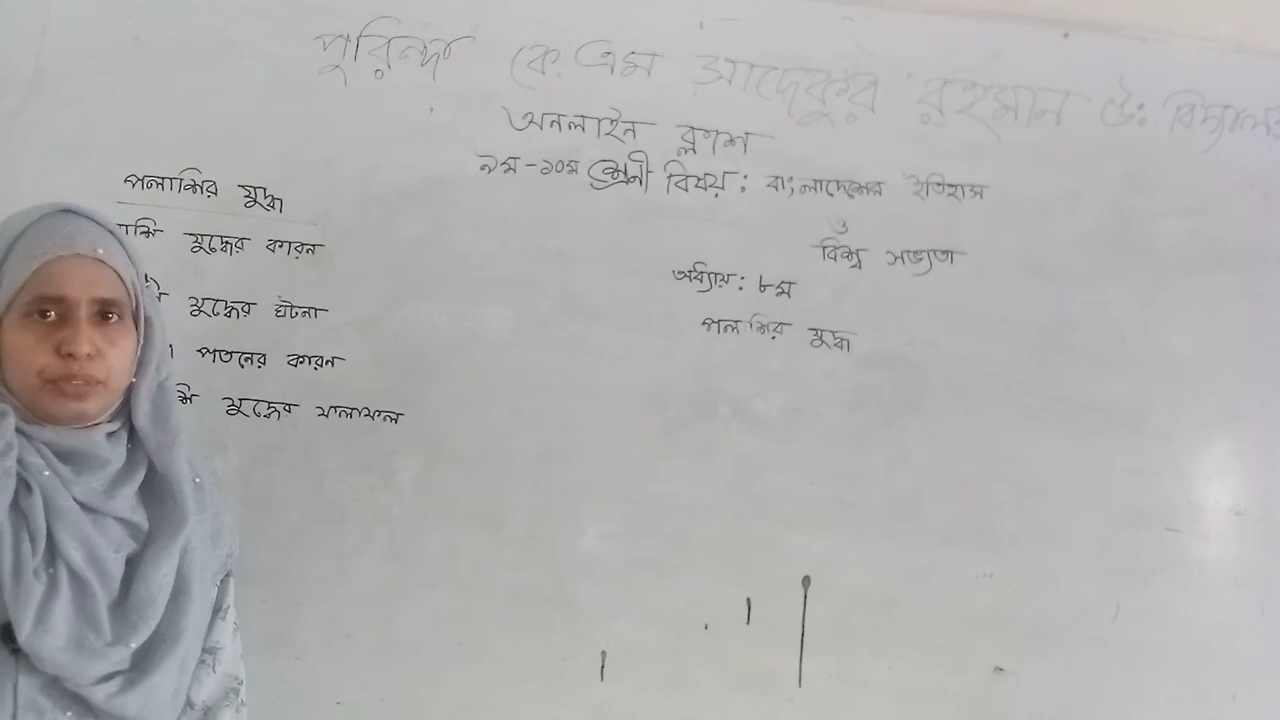 পুরিন্দা কে.এম সাদেকুর রহমান উঃ বিদ্যালয়
অনলাইন ক্লাশ
৯ম -১০ম শ্রেনী বিষয়: বাংলাদেশের ইতিহাস
ও
বিশ্ব সভ্যতা
অধ্যায়: ৮ম
পলাশির যুদ্ধ
পলাশির যুদ্ধ
যুদ্ধের কারন
যুদ্ধের ঘটনা
পতনের কারন
যুদ্ধের ফলাফল